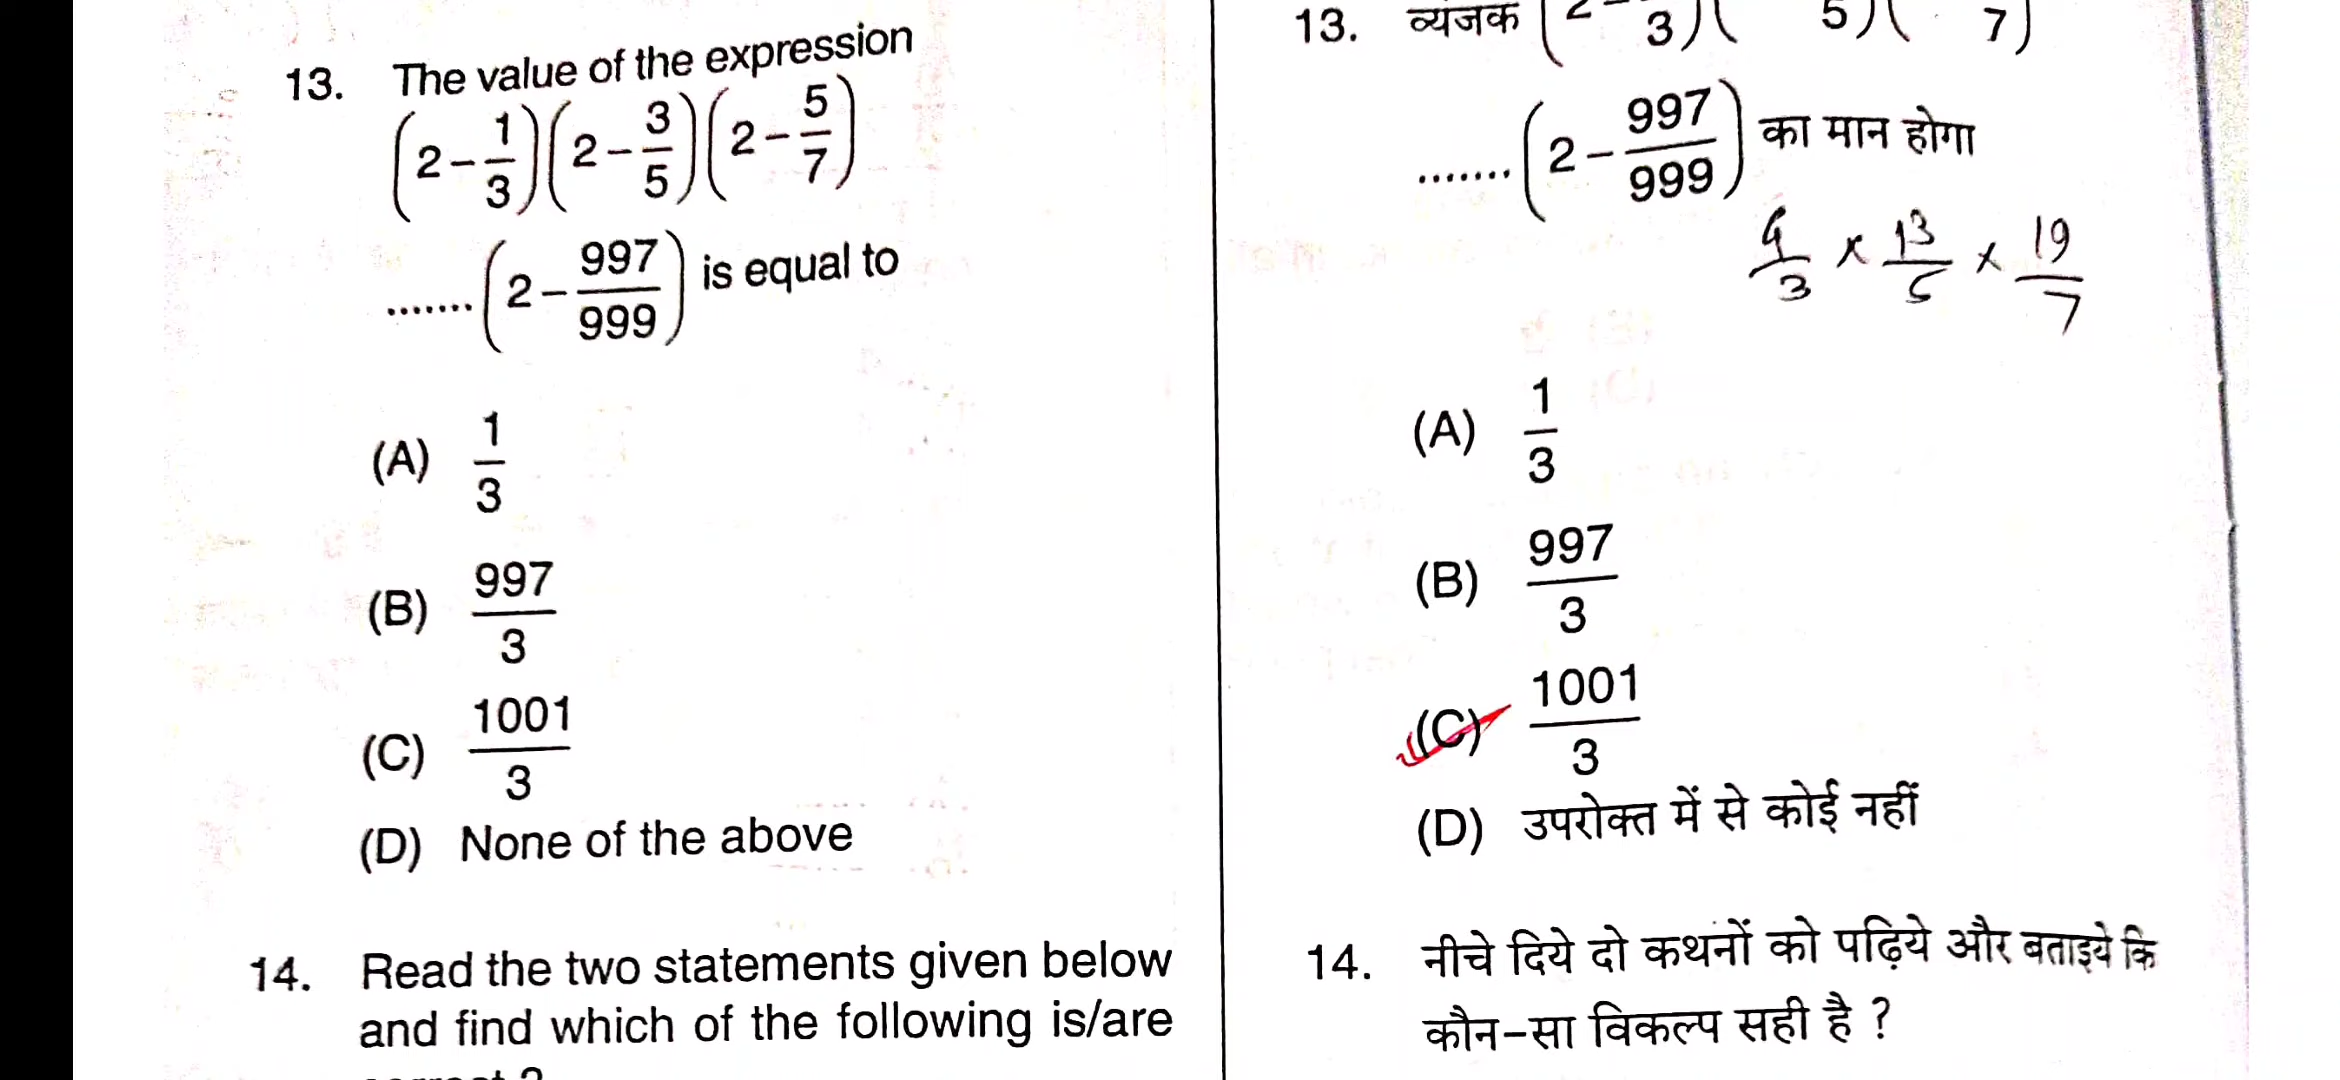 13. The value of the expression
(2 - 1/3)(2 - 3/5)(2 - 5/7)
.......(2 - 997/999) is equal to
(A) 1/3
(B) 997/3
(C) 1001/3
(D) None of the above
14. Read the two statements given below
and find which of the following is/are
13. व्यंजक (2 - /3)( /5)( /7)
.......(2 - 997/999) का मान होगा
/3 × 13/5 × 19/7
(A) 1/3
(B) 997/3
(C) 1001/3
(D) उपरोक्त में से कोई नहीं
14. नीचे दिये दो कथनों को पढ़िये और बताइये कि
कौन-सा विकल्प सही है ?